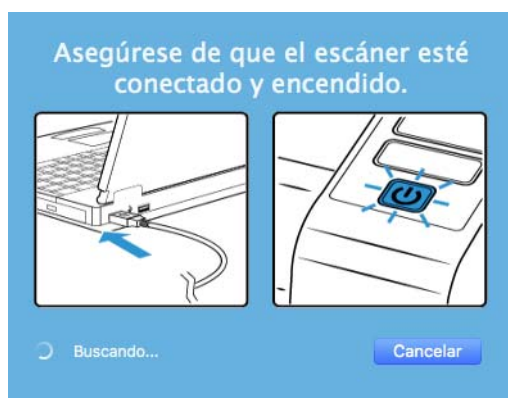 Asegúrese de que el escáner esté
conectado y encendido.
Buscando...
Cancelar